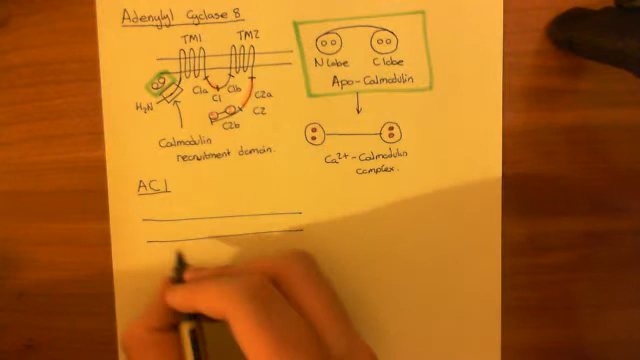 Adenylyl Cyclase 8
TM1 TM2
C1a C1b
C1
C2a
C2
C2b
H2N
Calmodulin
recruitment domain.
N Lobe C lobe
Apo-Calmodulin
Ca2+-Calmodulin
complex.
AC1